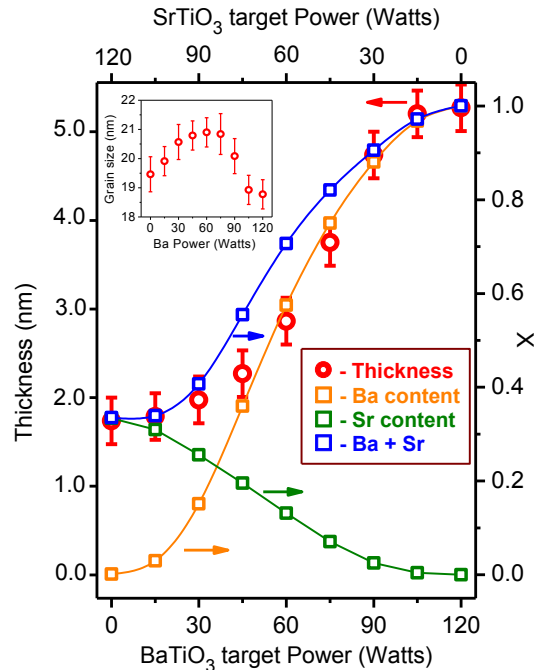 SrTiO3 target Power (Watts)
120 90 60 30 0
5.0
4.0
3.0
2.0
1.0
0.0
Thickness (nm)
1.0
0.8
0.6
0.4
0.2
0.0
X
22
21
20
19
18
Grain size (nm)
0 30 60 90 120
Ba Power (Watts)
- Thickness
- Ba content
- Sr content
- Ba + Sr
0 30 60 90 120
BaTiO3 target Power (Watts)